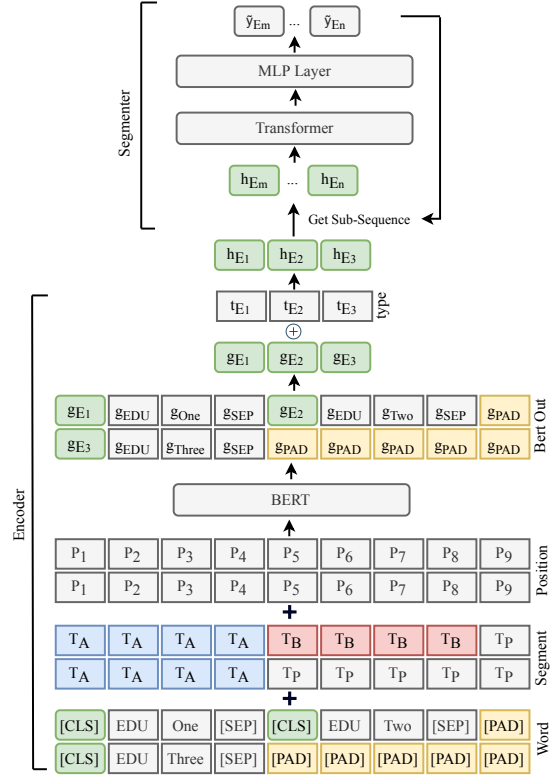 ỹEm ... ỹEn
MLP Layer
Transformer
hEm ... hEn
Segmenter
Get Sub-Sequence
hE1 hE2 hE3
tE1 tE2 tE3 type
+
gE1 gE2 gE3
gE1 gEDU gOne gSEP gE2 gEDU gTwo gSEP gPAD
gE3 gEDU gThree gSEP gPAD gPAD gPAD gPAD gPAD
Bert Out
BERT
Encoder
P1 P2 P3 P4 P5 P6 P7 P8 P9
P1 P2 P3 P4 P5 P6 P7 P8 P9
Position
+
TA TA TA TA TB TB TB TB TP
TA TA TA TA TP TP TP TP TP
Segment
+
[CLS] EDU One [SEP] [CLS] EDU Two [SEP] [PAD]
[CLS] EDU Three [SEP] [PAD] [PAD] [PAD] [PAD] [PAD]
Word